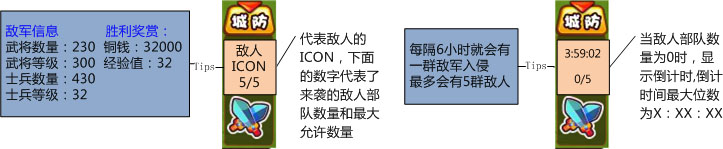 敌军信息 胜利奖赏：
武将数量：230 铜钱：32000
武将等级：300 经验值：32
士兵数量：430
士兵等级：32
Tips
城防
敌人
ICON
5/5
代表敌人的
ICON，下面
的数字代表了
来袭的敌人部
队数量和最大
允许数量
每隔6小时就会有
一群敌军入侵
最多会有5群敌人
Tips
城防
3:59:02
0/5
当敌人部队数
量为0时，显
示倒计时,倒计
时间最大位数
为X：XX：XX